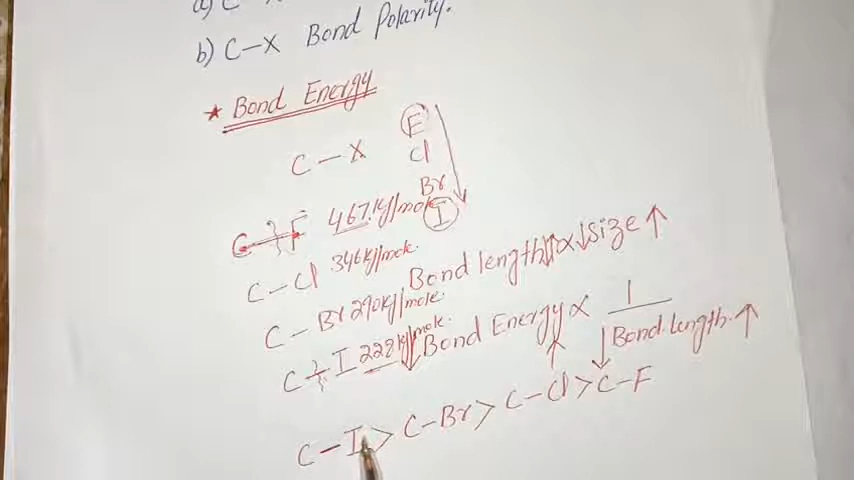 a) C
b) C-X Bond Polarity.
* Bond Energy
C-X F
Cl
Br
I
C-F 467 KJ/mole
C-Cl 346 KJ/mole.
C-Br 290 KJ/mole.
C-I 228 KJ/mole.
Bond length ↓↑ ∝ ↓ Size ↑
↓ Bond Energy ↑ ∝ 1 / ↓ Bond length. ↑
C-I > C-Br > C-Cl > C-F